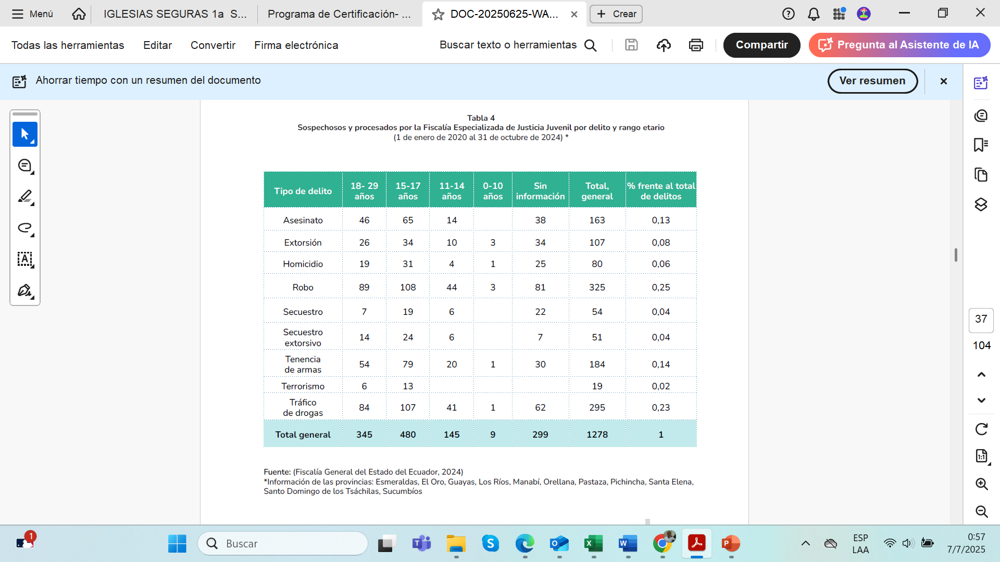 Menú
IGLESIAS SEGURAS 1a S...
Programa de Certificación- ...
DOC-20250625-WA...
Crear
Todas las herramientas
Editar
Convertir
Firma electrónica
Buscar texto o herramientas
Compartir
Pregunta al Asistente de IA
Ahorrar tiempo con un resumen del documento
Ver resumen
Tabla 4
Sospechosos y procesados por la Fiscalía Especializada de Justicia Juvenil por delito y rango etario
(1 de enero de 2020 al 31 de octubre de 2024) *
Tipo de delito 18- 29 años 15-17 años 11-14 años 0-10 años Sin información Total, general % frente al total de delitos
Asesinato 46 65 14 38 163 0,13
Extorsión 26 34 10 3 34 107 0,08
Homicidio 19 31 4 1 25 80 0,06
Robo 89 108 44 3 81 325 0,25
Secuestro 7 19 6 22 54 0,04
Secuestro extorsivo 14 24 6 7 51 0,04
Tenencia de armas 54 79 20 1 30 184 0,14
Terrorismo 6 13 19 0,02
Tráfico de drogas 84 107 41 1 62 295 0,23
Total general 345 480 145 9 299 1278 1
Fuente: (Fiscalía General del Estado del Ecuador, 2024)
*Información de las provincias: Esmeraldas, El Oro, Guayas, Los Ríos, Manabí, Orellana, Pastaza, Pichincha, Santa Elena,
Santo Domingo de los Tsáchilas, Sucumbíos
37
104
1:1
1
Buscar
ESP
LAA
0:57
7/7/2025